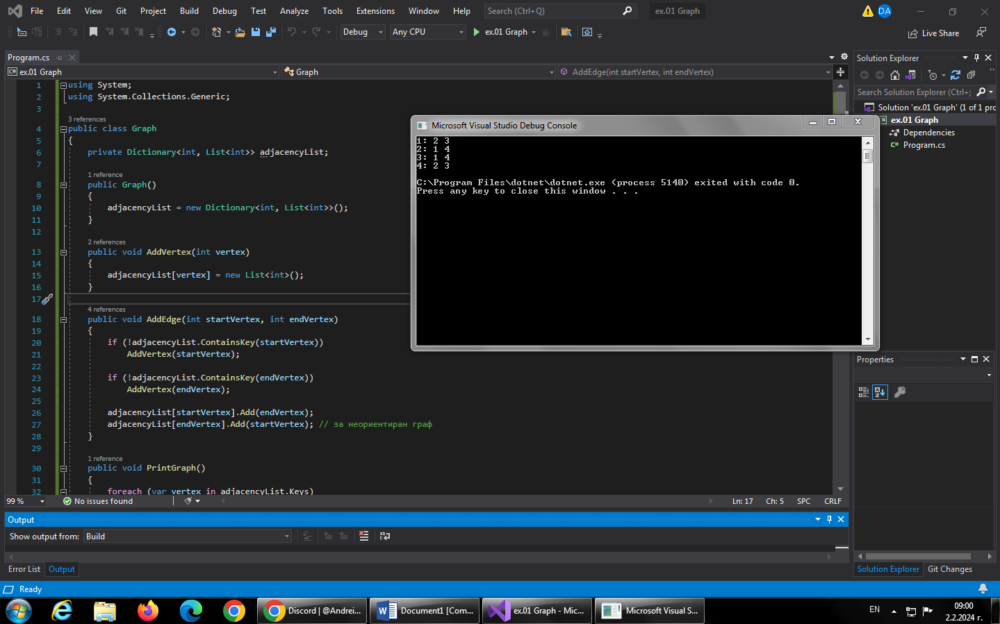 File Edit View Git Project Build Debug Test Analyze Tools Extensions Window Help Search (Ctrl+Q) ex.01 Graph DA
Debug Any CPU ex.01 Graph Live Share
Program.cs
ex.01 Graph Graph AddEdge(int startVertex, int endVertex)
1 using System;
2 using System.Collections.Generic;
3
3 references
4 public class Graph
5 {
6 private Dictionary<int, List<int>> adjacencyList;
7
1 reference
8 public Graph()
9 {
10 adjacencyList = new Dictionary<int, List<int>>();
11 }
12
2 references
13 public void AddVertex(int vertex)
14 {
15 adjacencyList[vertex] = new List<int>();
16 }
17
4 references
18 public void AddEdge(int startVertex, int endVertex)
19 {
20 if (!adjacencyList.ContainsKey(startVertex))
21 AddVertex(startVertex);
22
23 if (!adjacencyList.ContainsKey(endVertex))
24 AddVertex(endVertex);
25
26 adjacencyList[startVertex].Add(endVertex);
27 adjacencyList[endVertex].Add(startVertex); // за неориентиран граф
28 }
29
1 reference
30 public void PrintGraph()
31 {
32 foreach (var vertex in adjacencyList.Keys)
99 % No issues found Ln: 17 Ch: 5 SPC CRLF
Microsoft Visual Studio Debug Console
1: 2 3
2: 1 4
3: 1 4
4: 2 3
C:\Program Files\dotnet\dotnet.exe (process 5140) exited with code 0.
Press any key to close this window . . .
Solution Explorer
Search Solution Explorer (Ctrl+;
Solution 'ex.01 Graph' (1 of 1 pro
ex.01 Graph
Dependencies
C# Program.cs
Properties
Solution Explorer Git Changes
Output
Show output from: Build
Error List Output
Ready
Discord | @Andrei... Document1 [Com... ex.01 Graph - Mic... Microsoft Visual S... EN 09:00
2.2.2024 г.